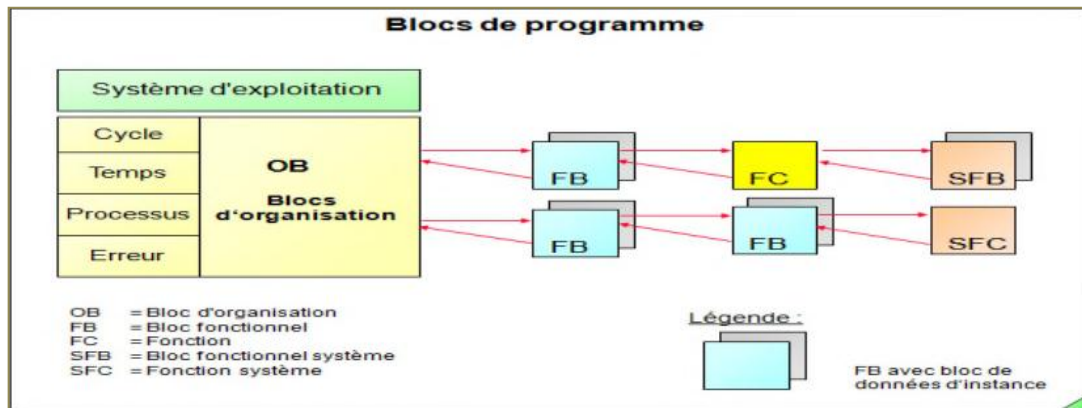 Blocs de programme
Système d'exploitation
Cycle
Temps
Processus
Erreur
OB
Blocs
d'organisation
FB
FC
SFB
FB
FB
SFC
OB = Bloc d'organisation
FB = Bloc fonctionnel
FC = Fonction
SFB = Bloc fonctionnel système
SFC = Fonction système
Légende :
FB avec bloc de
données d'instance